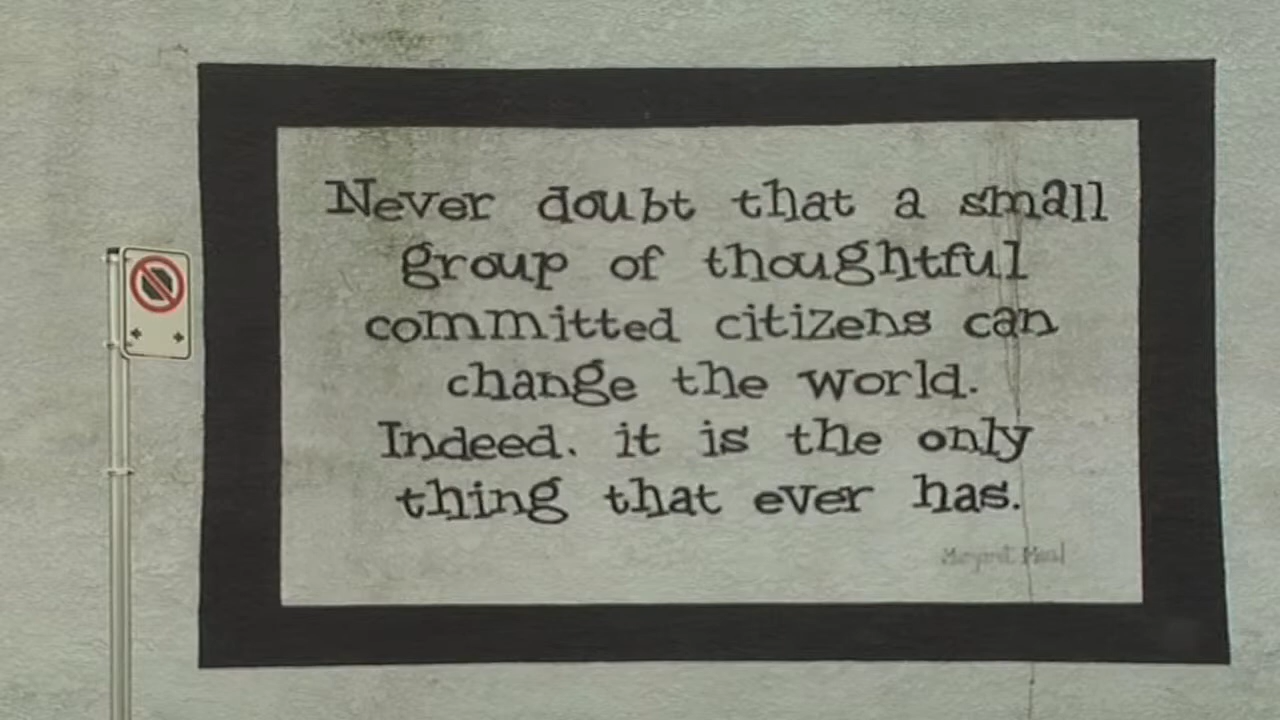 Never doubt that a small
group of thoughtful
committed citizens can
change the world.
Indeed. it is the only
thing that ever has.
Margaret